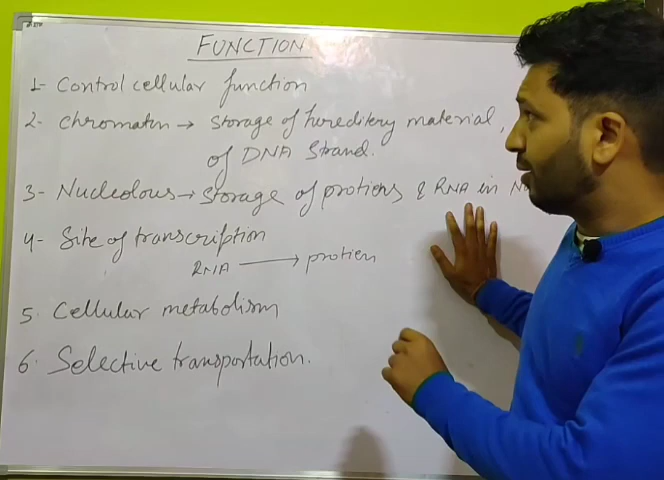 FUNCTION
1- Control cellular function
2- Chromatin → Storage of hereditery material,
of DNA Strand.
3- Nucleolous → Storage of protiens & RNA in
4- Site of transcription
RNA → protien
5. Cellular metabolism
6. Selective transportation.